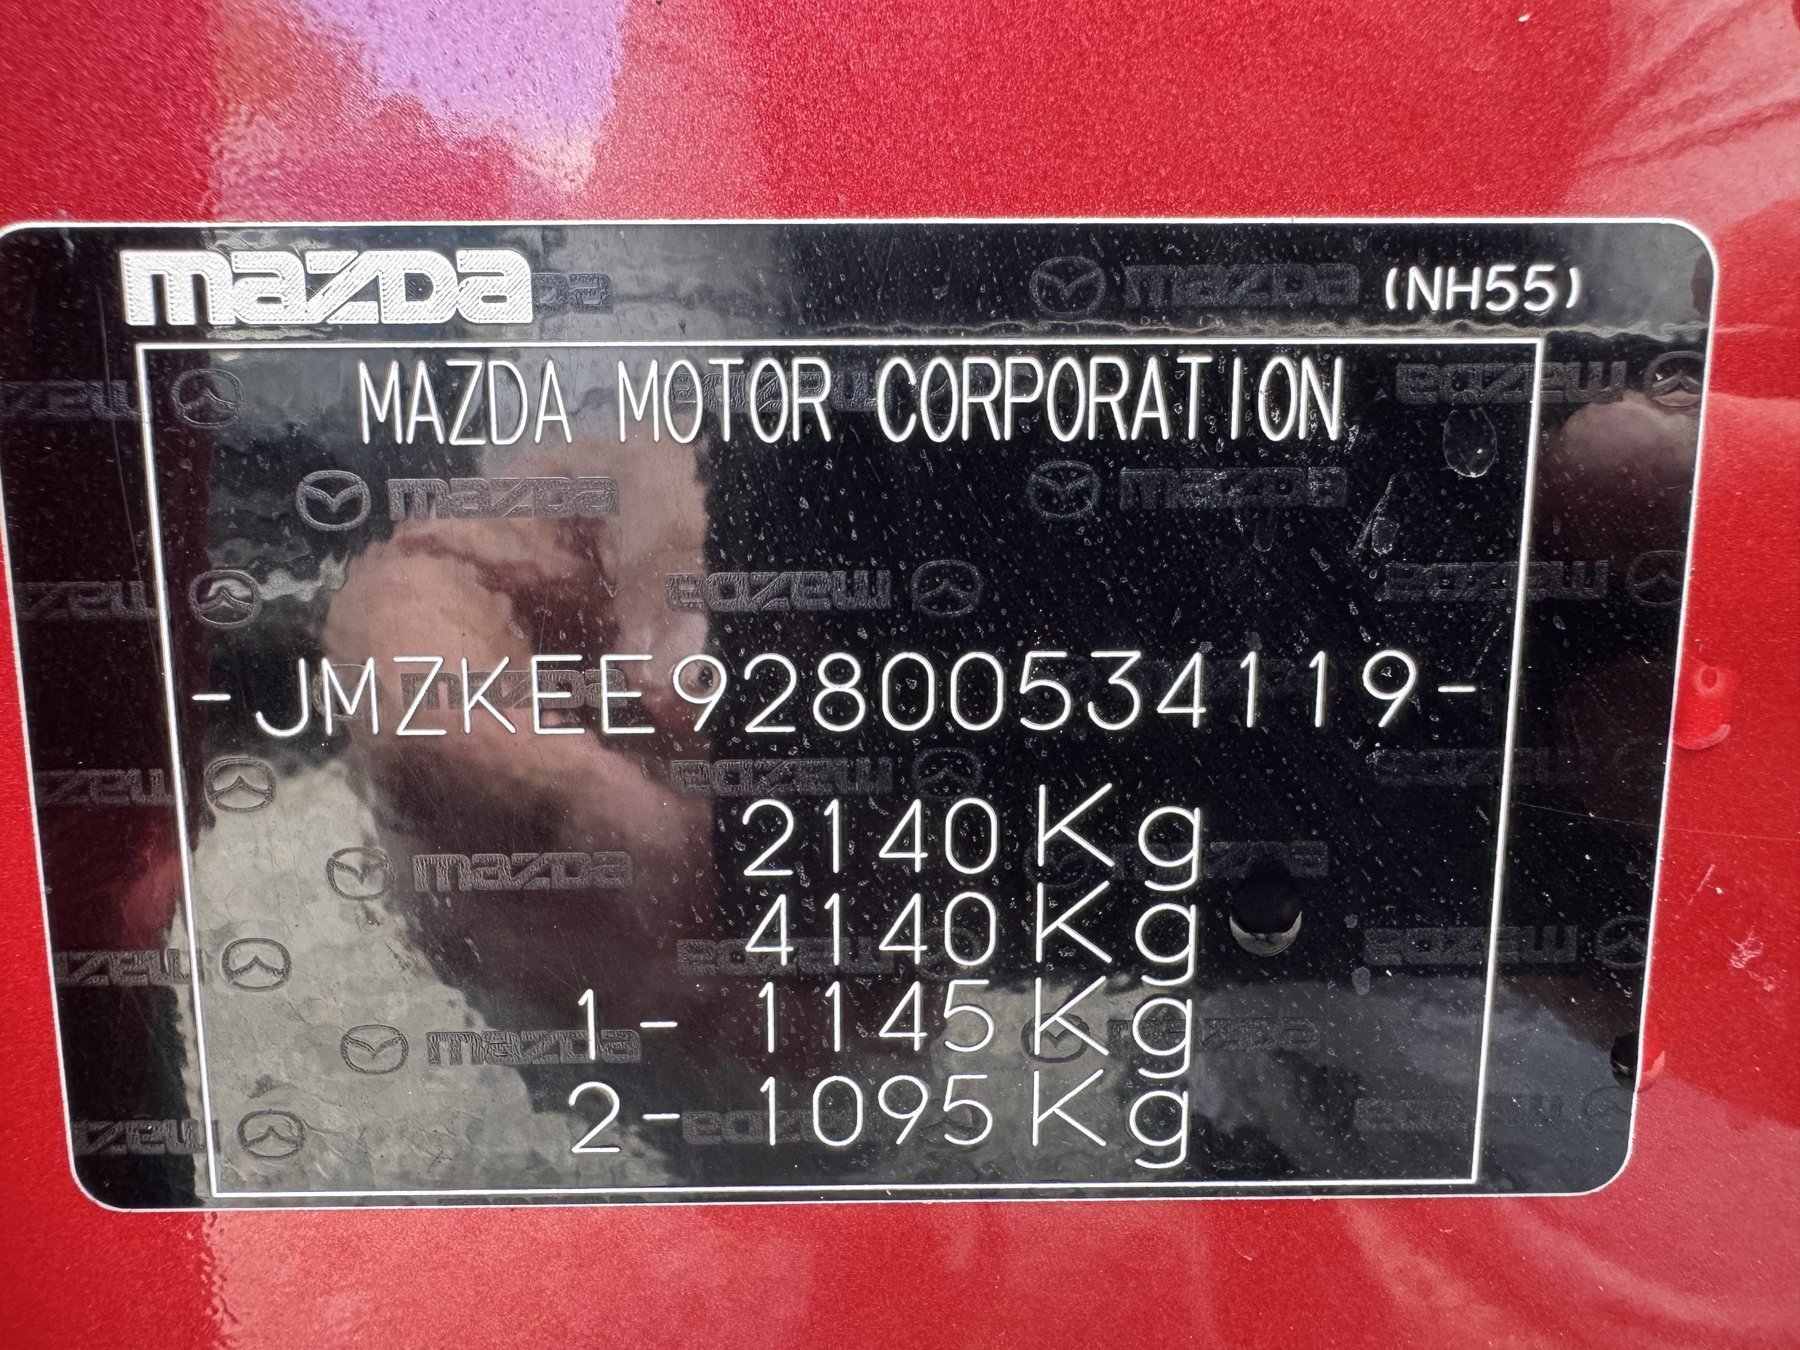 mazda (NH55)
MAZDA MOTOR CORPORATION
-JMZKEE92800534119-
2140Kg
4140Kg
1- 1145Kg
2- 1095Kg